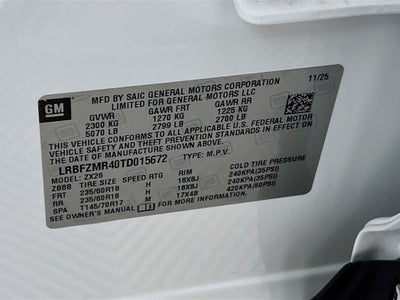 GM
MFD BY SAIC GENERAL MOTORS CORPORATION 11/25
LIMITED FOR GENERAL MOTORS LLC
GVWR GAWR FRT GAWR RR
2300 KG 1270 KG 1225 KG
5070 LB 2799 LB 2700 LB
THIS VEHICLE CONFORMS TO ALL APPLICABLE U.S. FEDERAL MOTOR
VEHICLE SAFETY AND THEFT PREVENTION STANDARDS IN EFFECT ON
THE DATE OF MANUFACTURE SHOWN ABOVE.
LRBFZMR40TD015672 TYPE: M.P.V.
MODEL: ZX26
ZBBB TIRE SIZE SPEED RTG RIM COLD TIRE PRESSURE
FRT 235/60R18 H 18X8J 240KPA(35PSI)
RR 235/60R18 H 18X8J 240KPA(35PSI)
SPA T145/70R17 M 17X4B 420KPA(60PSI)
SEE OWNER'S MANUAL FOR ADDITIONAL INFORMATION